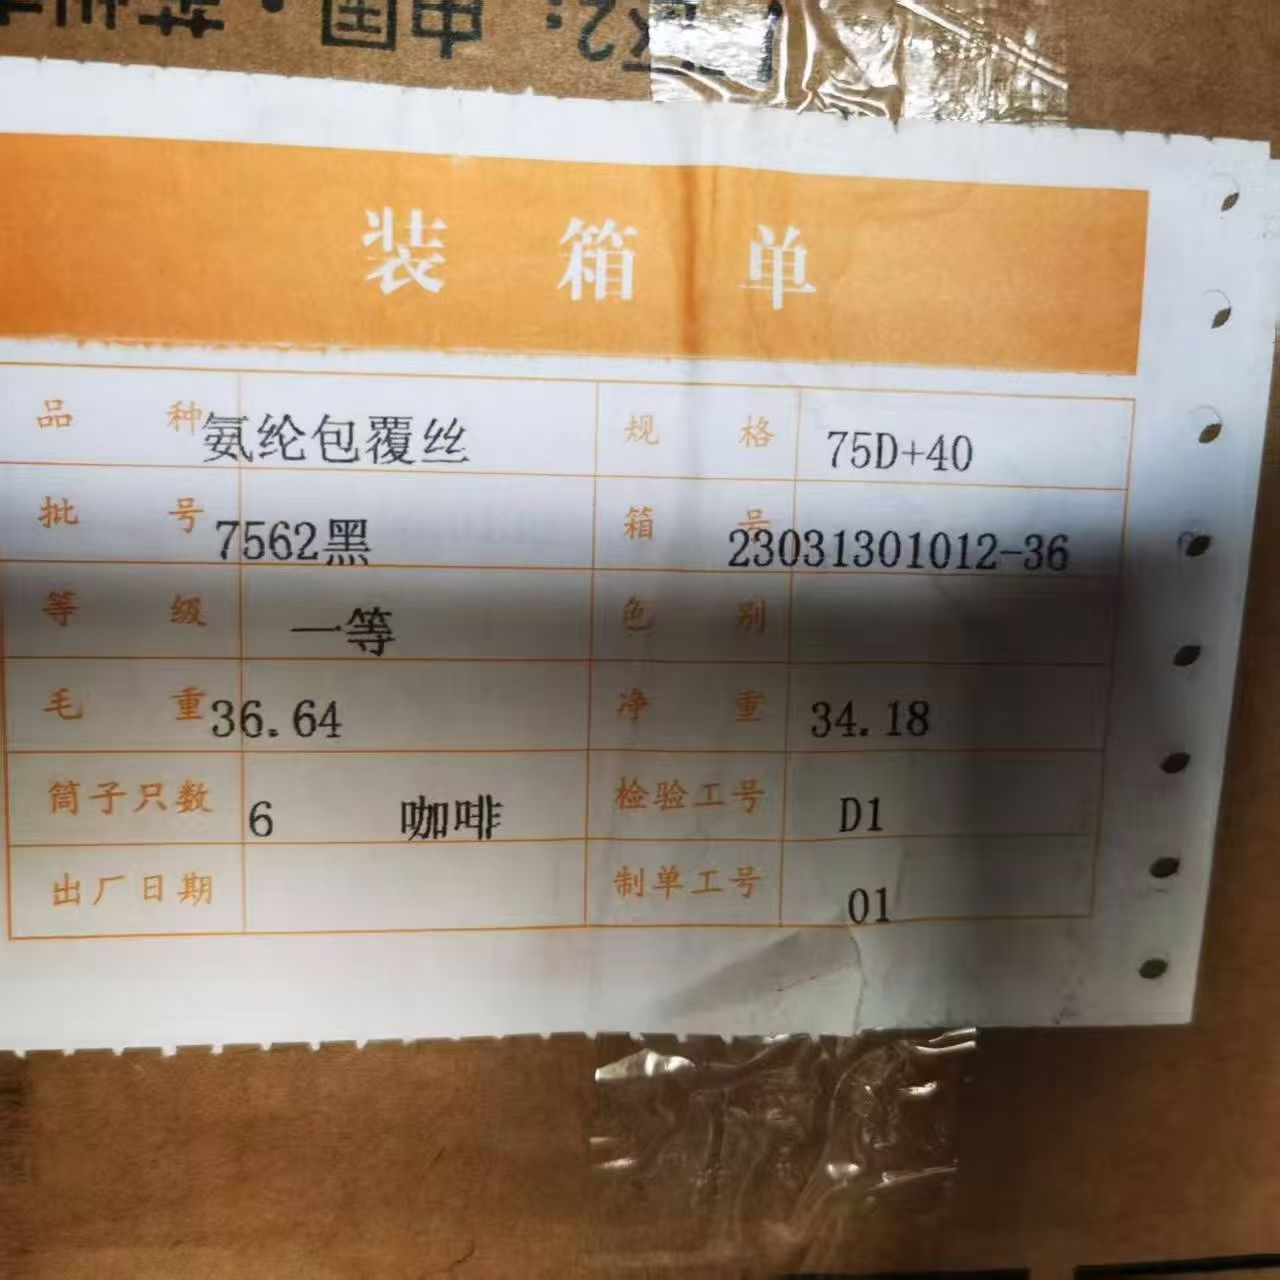 中国·
装箱单
品种 氨纶包覆丝 规格 75D+40
批号 7562黑 箱号 23031301012-36
等级 一等 色别
毛重 36.64 净重 34.18
筒子只数 6 咖啡 检验工号 D1
出厂日期 制单工号 01